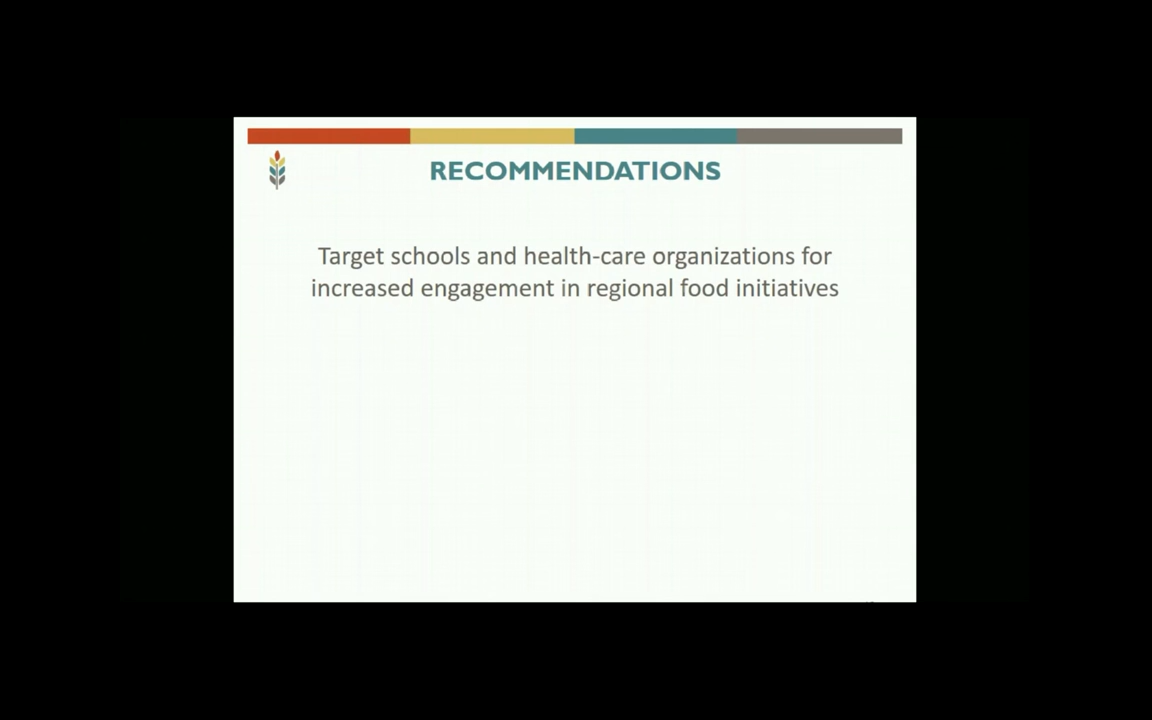 RECOMMENDATIONS
Target schools and health-care organizations for
increased engagement in regional food initiatives